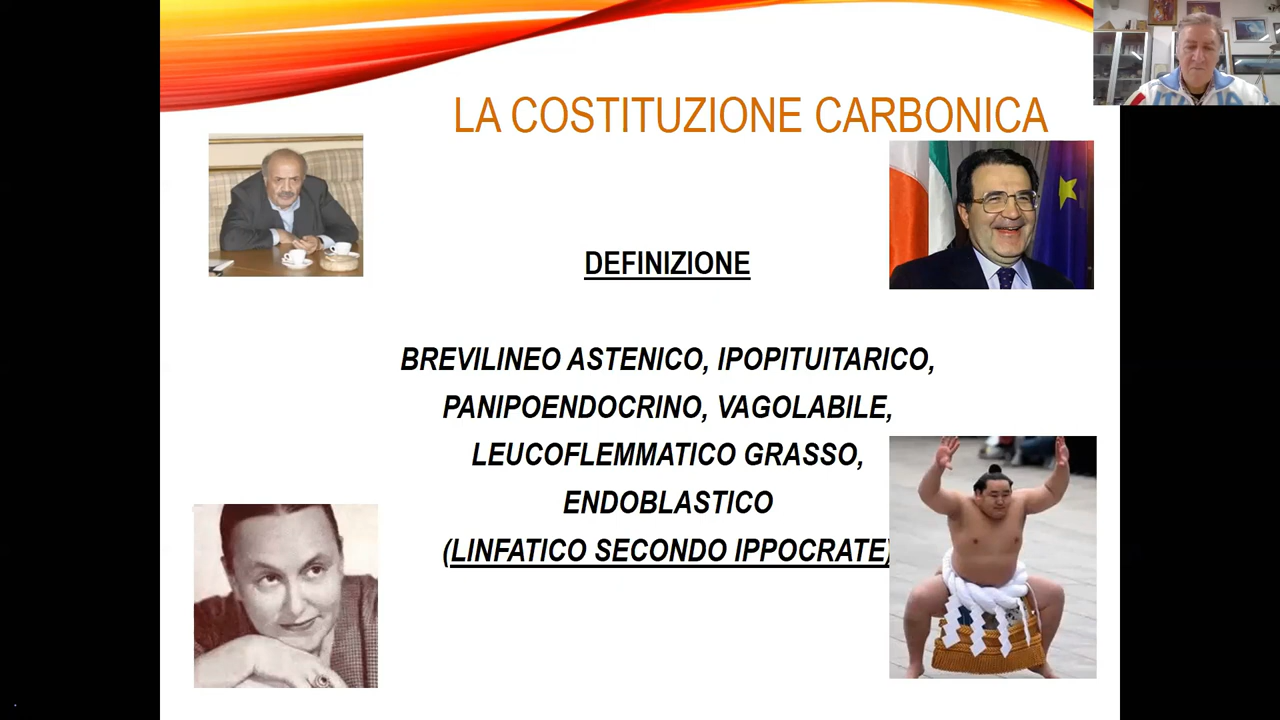 LA COSTITUZIONE CARBONICA
DEFINIZIONE
BREVILINEO ASTENICO, IPOPITUITARICO,
PANIPOENDOCRINO, VAGOLABILE,
LEUCOFLEMMATICO GRASSO,
ENDOBLASTICO
(LINFATICO SECONDO IPPOCRATE)